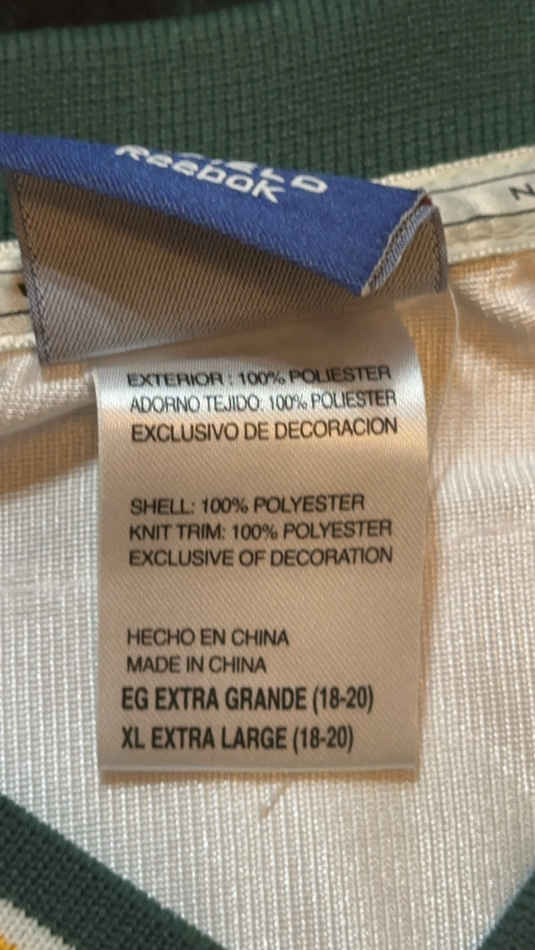 Reebok
EXTERIOR : 100% POLIESTER
ADORNO TEJIDO: 100% POLIESTER
EXCLUSIVO DE DECORACION
SHELL: 100% POLYESTER
KNIT TRIM: 100% POLYESTER
EXCLUSIVE OF DECORATION
HECHO EN CHINA
MADE IN CHINA
EG EXTRA GRANDE (18-20)
XL EXTRA LARGE (18-20)